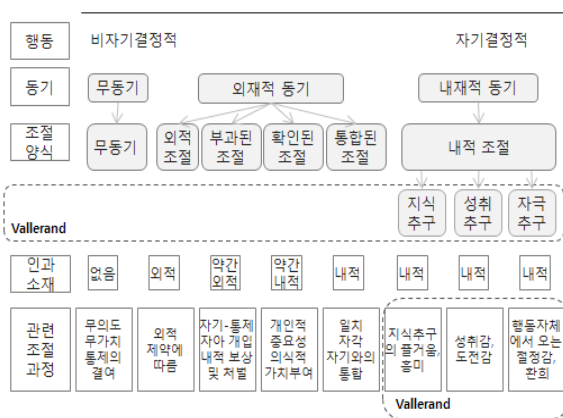 행동 비자기결정적 자기결정적
동기 무동기 외재적 동기 내재적 동기
조절
양식
무동기
외적
조절
부과된
조절
확인된
조절
통합된
조절
내적 조절
지식
추구
성취
추구
자극
추구
Vallerand
인과
소재
없음
외적
약간
외적
약간
내적
내적
내적
내적
내적
관련
조절
과정
무의도
무가치
통제의
결여
외적
제약에
따름
자기-통제
자아 개입
내적 보상
및 처벌
개인적
중요성
의식적
가치부여
일치
자각
자기와의
통합
지식추구
의 즐거움,
흥미
성취감,
도전감
행동자체
에서 오는
절정감,
환희
Vallerand